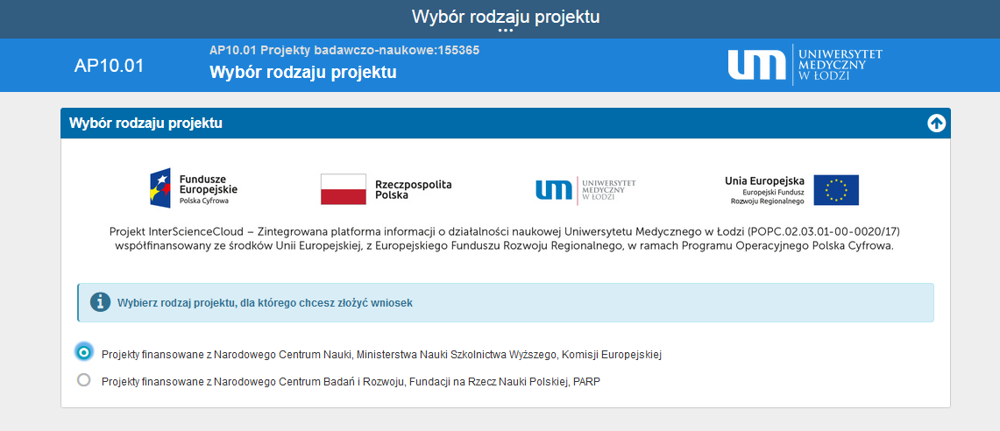 Wybór rodzaju projektu
AP10.01
AP10.01 Projekty badawczo-naukowe:155365
Wybór rodzaju projektu
um UNIWERSYTET
MEDYCZNY
W ŁODZI
Wybór rodzaju projektu
Fundusze
Europejskie
Polska Cyfrowa
Rzeczpospolita
Polska
um UNIWERSYTET
MEDYCZNY
W ŁODZI
Unia Europejska
Europejski Fundusz
Rozwoju Regionalnego
Projekt InterScienceCloud – Zintegrowana platforma informacji o działalności naukowej Uniwersytetu Medycznego w Łodzi (POPC.02.03.01-00-0020/17)
współfinansowany ze środków Unii Europejskiej, z Europejskiego Funduszu Rozwoju Regionalnego, w ramach Programu Operacyjnego Polska Cyfrowa.
Wybierz rodzaj projektu, dla którego chcesz złożyć wniosek
Projekty finansowane z Narodowego Centrum Nauki, Ministerstwa Nauki Szkolnictwa Wyższego, Komisji Europejskiej
Projekty finansowane z Narodowego Centrum Badań i Rozwoju, Fundacji na Rzecz Nauki Polskiej, PARP